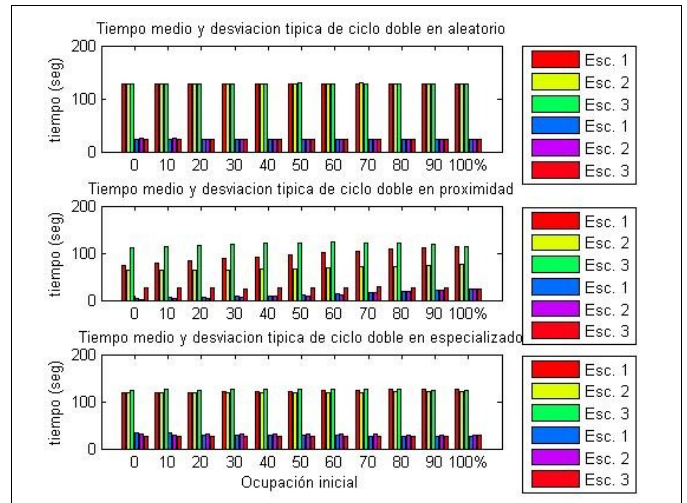 Tiempo medio y desviacion tipica de ciclo doble en aleatorio
200
100
0
tiempo (seg)
0 10 20 30 40 50 60 70 80 90 100%
Esc. 1
Esc. 2
Esc. 3
Esc. 1
Esc. 2
Esc. 3
Tiempo medio y desviacion tipica de ciclo doble en proximidad
200
100
0
tiempo (seg)
0 10 20 30 40 50 60 70 80 90 100%
Esc. 1
Esc. 2
Esc. 3
Esc. 1
Esc. 2
Esc. 3
Tiempo medio y desviacion tipica de ciclo doble en especializado
200
100
0
tiempo (seg)
0 10 20 30 40 50 60 70 80 90 100%
Ocupación inicial
Esc. 1
Esc. 2
Esc. 3
Esc. 1
Esc. 2
Esc. 3